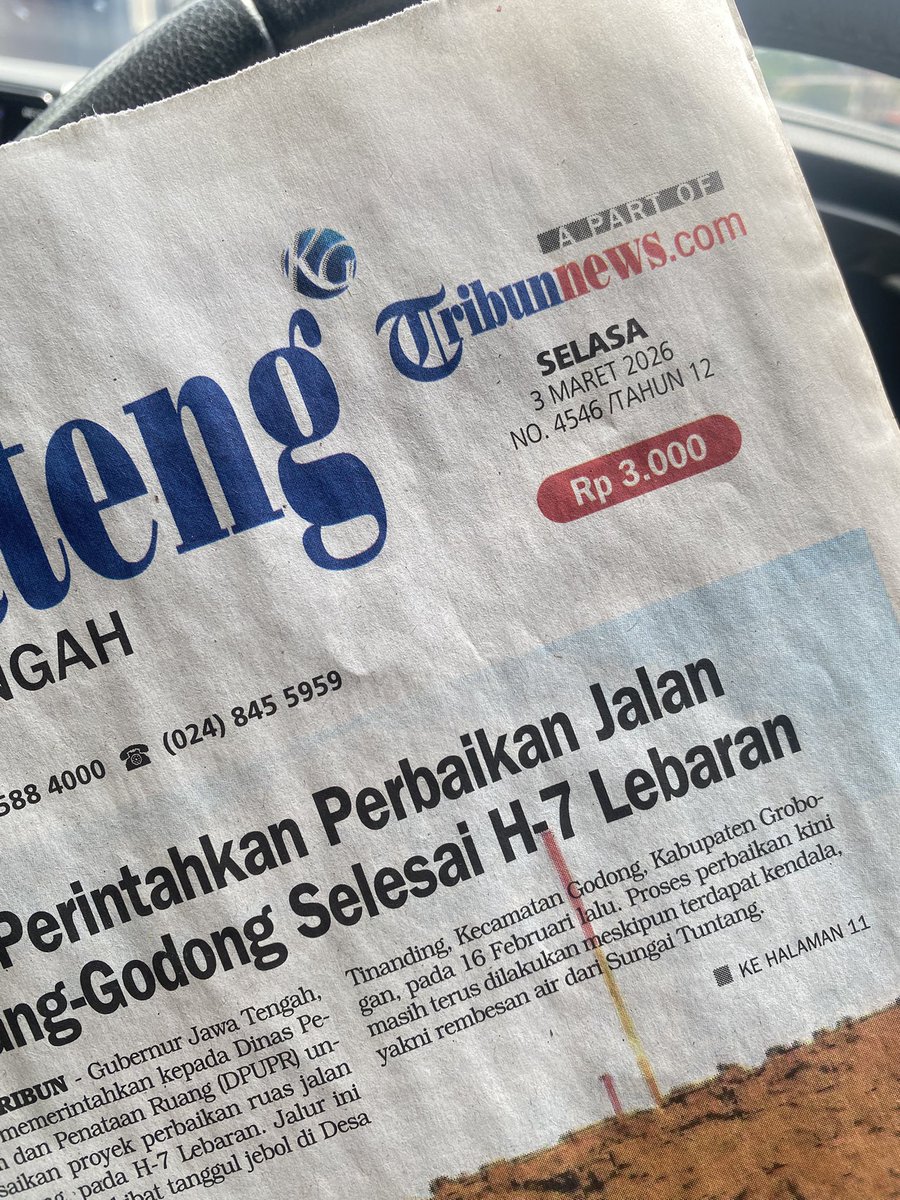 A PART OF
KG
Tribunnews.com
SELASA
3 MARET 2026
NO. 4546 /TAHUN 12
Rp 3.000
teng
NGAH
588 4000 ☎ (024) 845 5959
Perintahkan Perbaikan Jalan
ang-Godong Selesai H-7 Lebaran
RIBUN - Gubernur Jawa Tengah,
memerintahkan kepada Dinas Pe-
n dan Penataan Ruang (DPUPR) un-
saikan proyek perbaikan ruas jalan
pada H-7 Lebaran. Jalur ini
ibat tanggul jebol di Desa
Tinanding, Kecamatan Godong, Kabupaten Grobo-
gan, pada 16 Februari lalu. Proses perbaikan kini
masih terus dilakukan meskipun terdapat kendala,
yakni rembesan air dari Sungai Tuntang.
KE HALAMAN 11